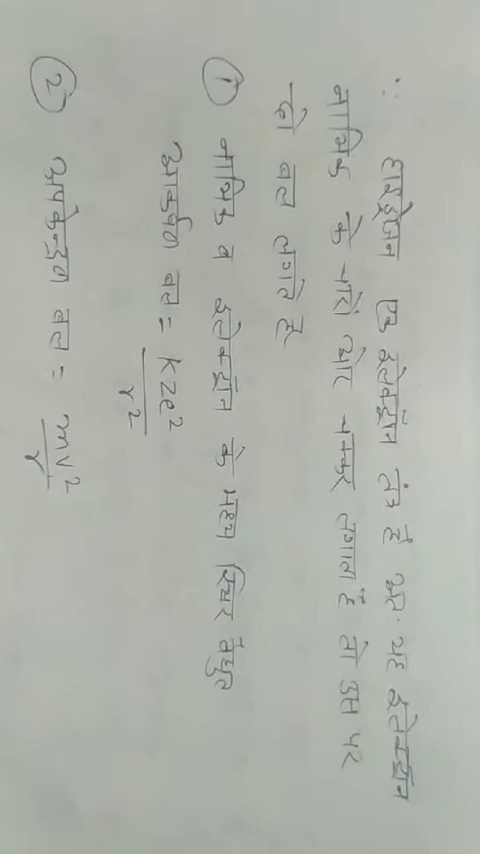 ∵ हाइड्रोजन एक इलेक्ट्रॉन तंत्र है अतः यह इलेक्ट्रॉन
नाभिक के चारों ओर चक्कर लगाता है तो उस पर
दो बल लगते हैं
① नाभिक व इलेक्ट्रॉन के मध्य स्थिर वैधुत
आकर्षण बल = kze²/r²
② अपकेन्द्रण बल = mv²/r